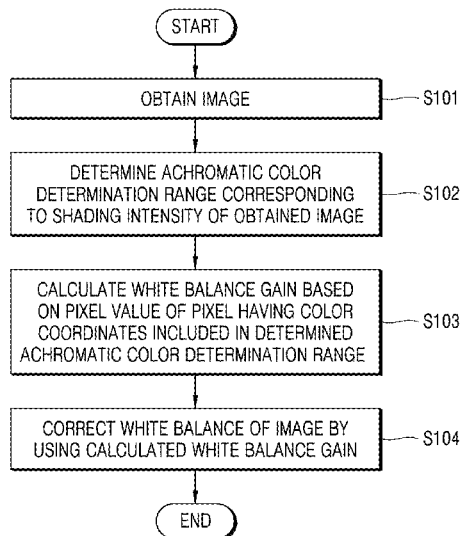 START
OBTAIN IMAGE
S101
DETERMINE ACHROMATIC COLOR
DETERMINATION RANGE CORRESPONDING
TO SHADING INTENSITY OF OBTAINED IMAGE
S102
CALCULATE WHITE BALANCE GAIN BASED
ON PIXEL VALUE OF PIXEL HAVING COLOR
COORDINATES INCLUDED IN DETERMINED
ACHROMATIC COLOR DETERMINATION RANGE
S103
CORRECT WHITE BALANCE OF IMAGE BY
USING CALCULATED WHITE BALANCE GAIN
S104
END